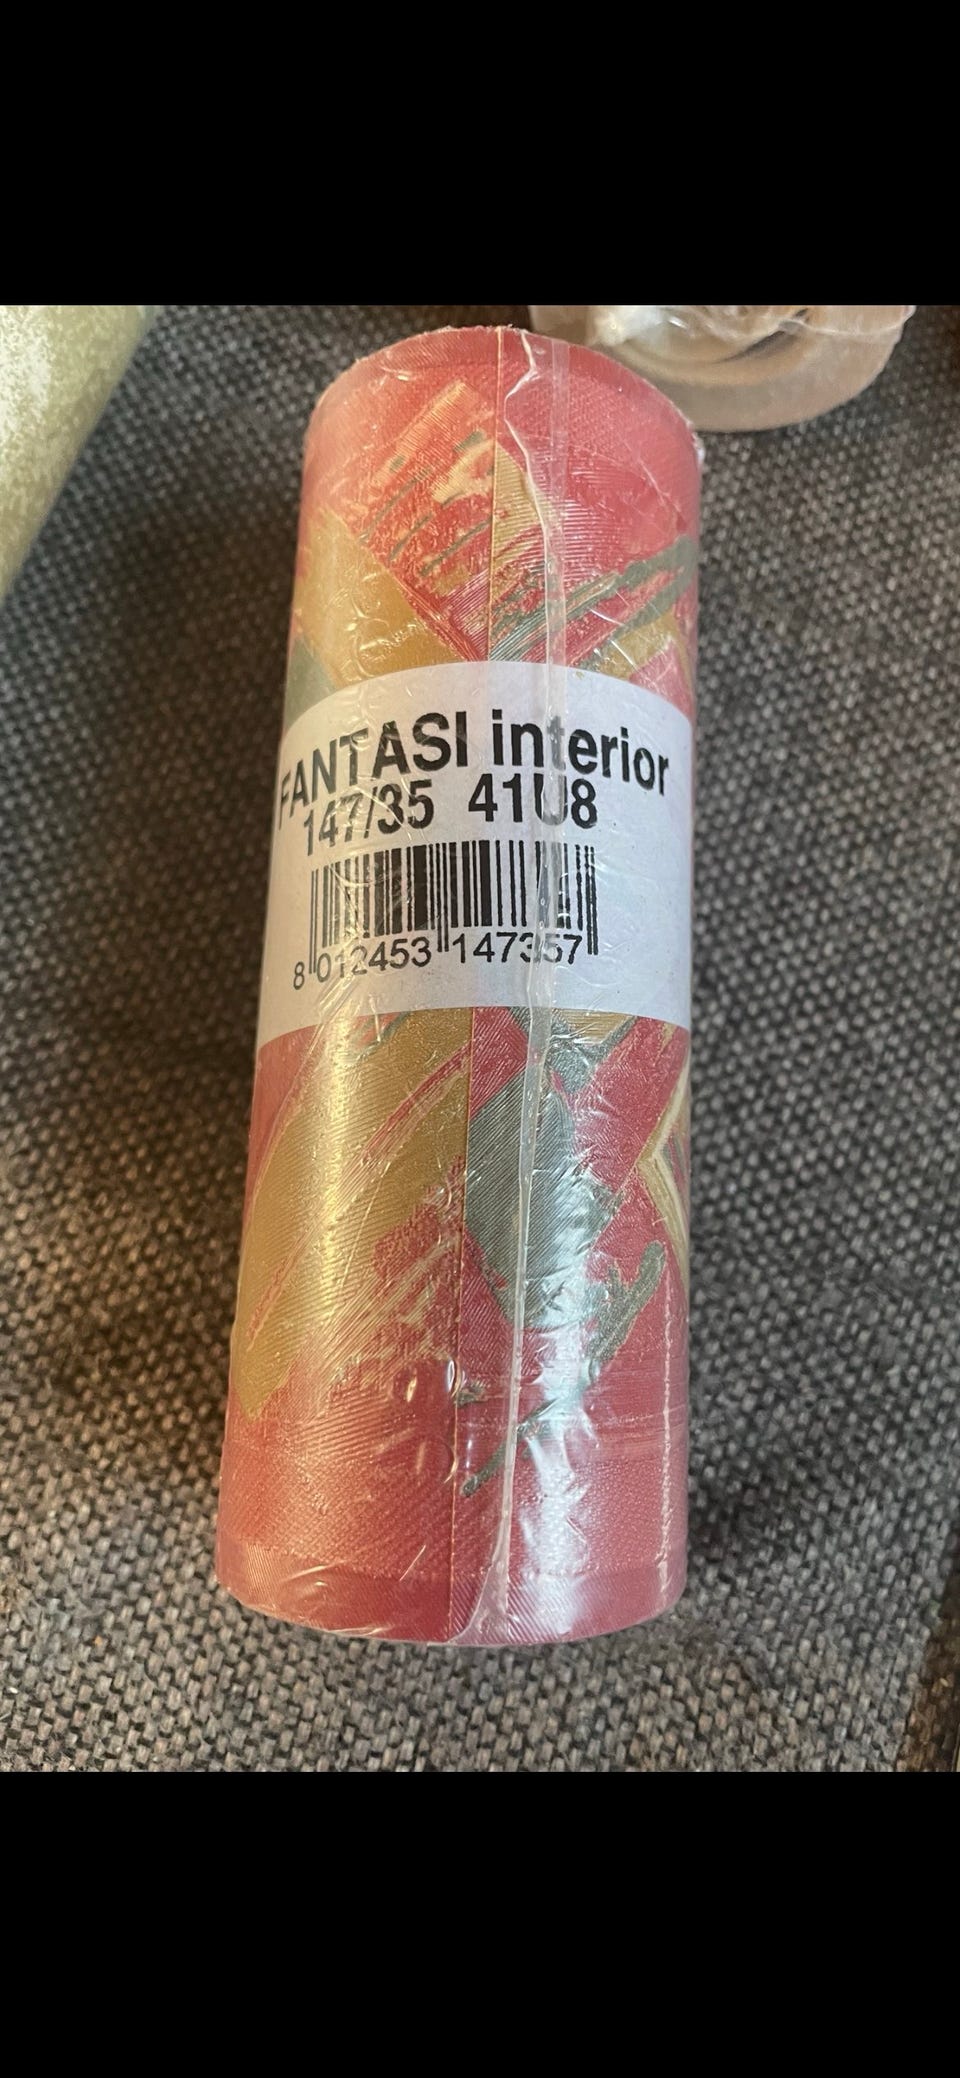 FANTASI interior
147/35 41U8
8 012453 147357